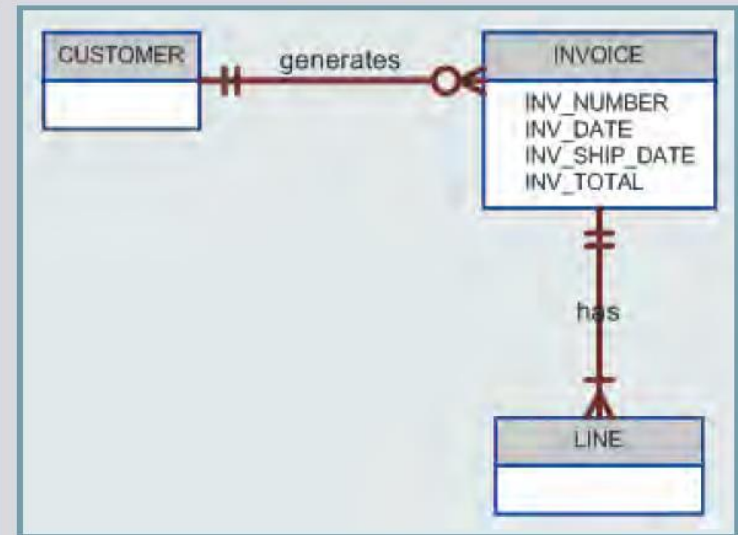 CUSTOMER
generates
INVOICE
INV_NUMBER
INV_DATE
INV_SHIP_DATE
INV_TOTAL
has
LINE